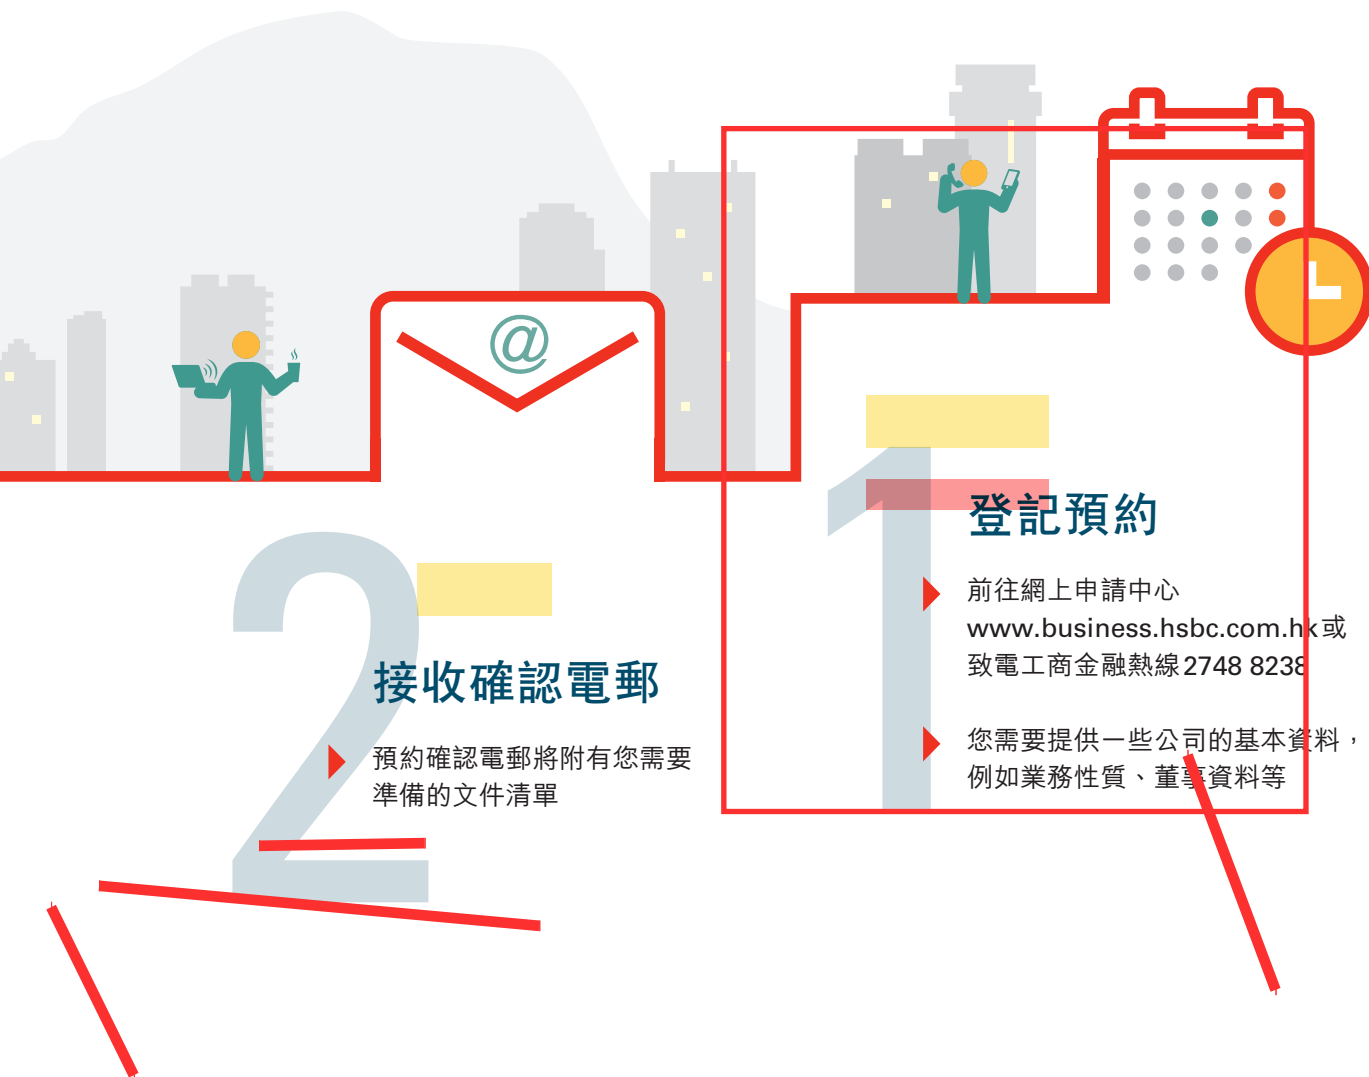 @
1
登記預約
前往網上申請中心
www.business.hsbc.com.hk或
致電工商金融熱線2748 8238
您需要提供一些公司的基本資料，
例如業務性質、董事資料等
2
接收確認電郵
預約確認電郵將附有您需要
準備的文件清單